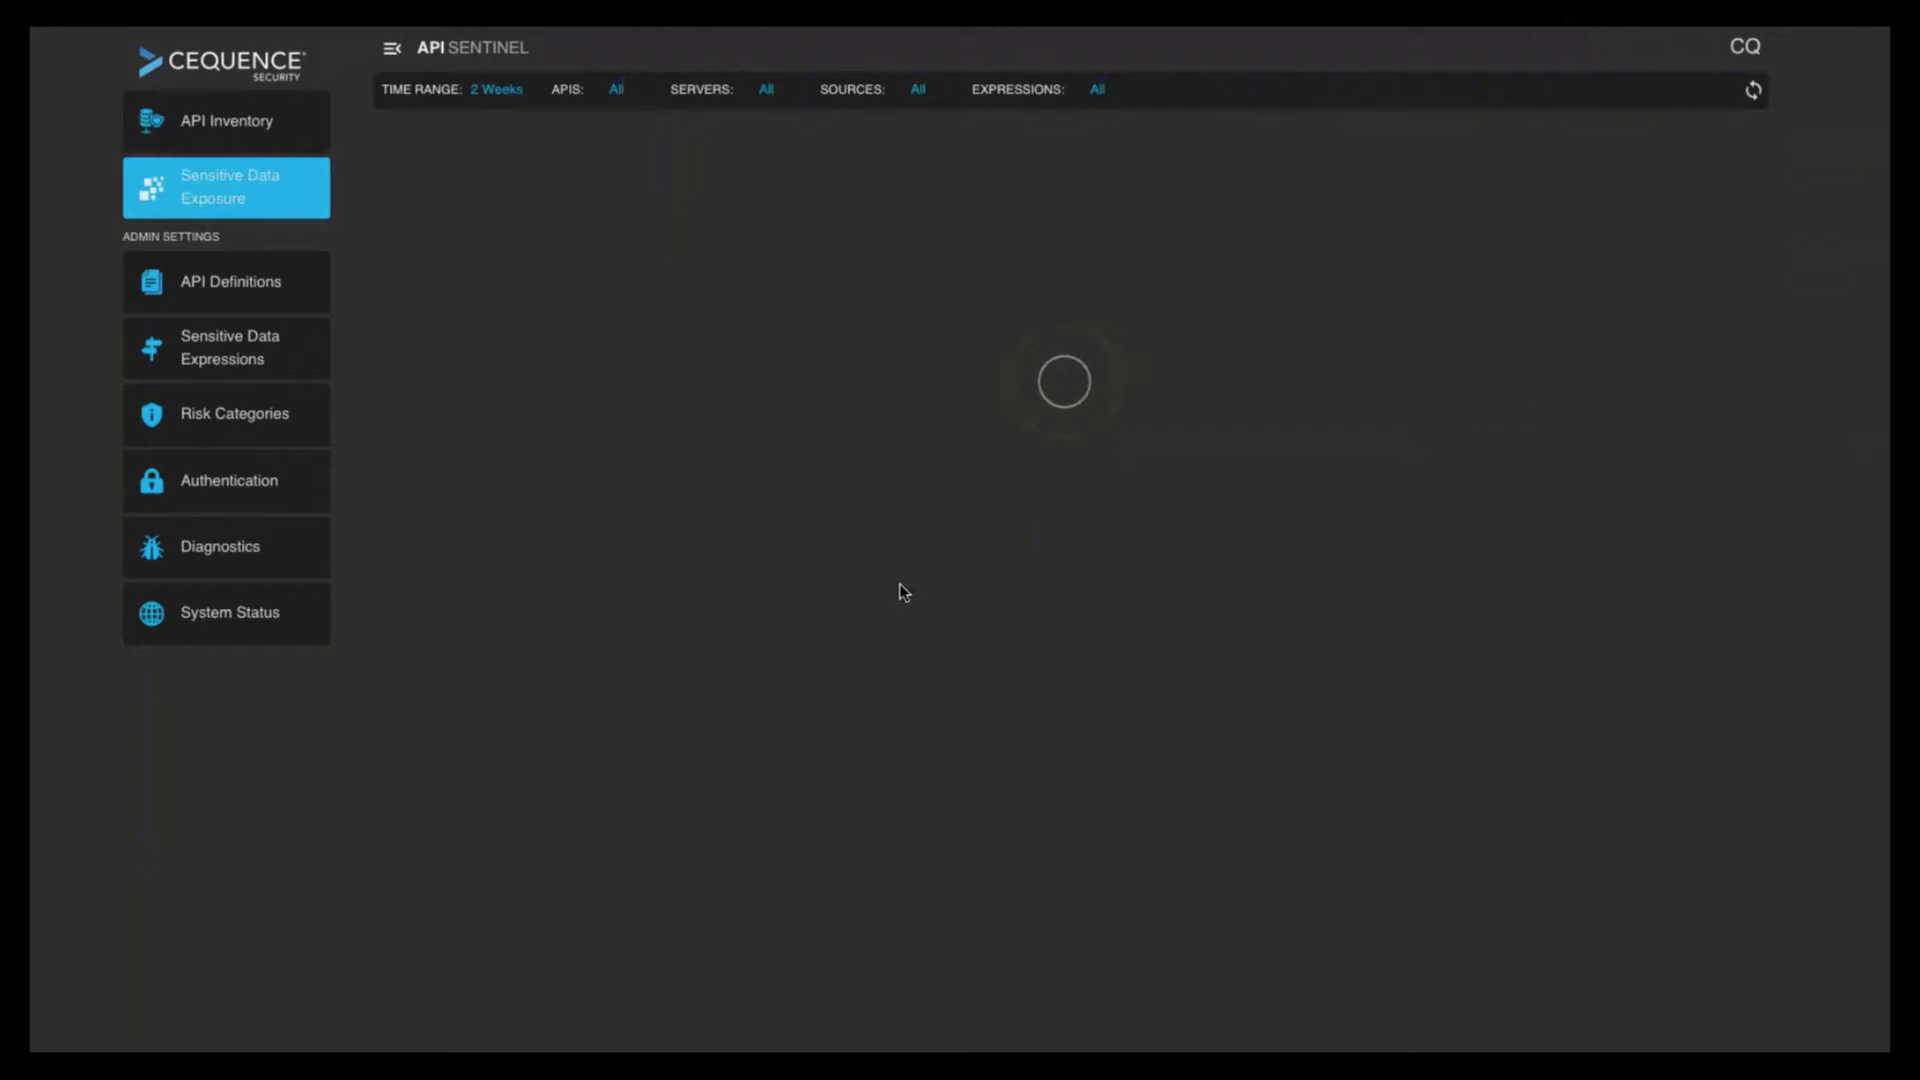 CEQUENCE
SECURITY
API SENTINEL
CQ
TIME RANGE: 2 Weeks APIS: All SERVERS: All SOURCES: All EXPRESSIONS: All
API Inventory
Sensitive Data
Exposure
ADMIN SETTINGS
API Definitions
Sensitive Data
Expressions
Risk Categories
Authentication
Diagnostics
System Status